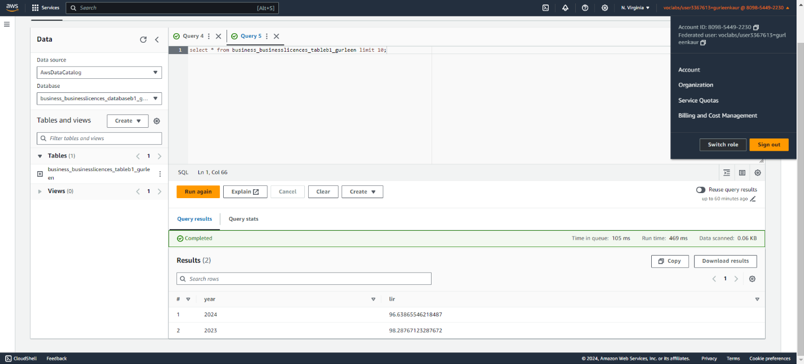 aws
Services
Search
[Alt+S]
N. Virginia
voclabs/user3367613=gurleenkaur @ 8098-5449-2230
Account ID: 8098-5449-2230
Federated user: voclabs/user3367613=gurl
eenkaur
Account
Organization
Service Quotas
Billing and Cost Management
Switch role
Sign out
Data
Data source
AwsDataCatalog
Database
business_businesslicences_databaseb1_g...
Tables and views
Create
Filter tables and views
Tables (1)
1
business_businesslicences_tableb1_gurle
en
Views (0)
1
Query 4
Query 5
1 select * from business_businesslicences_tableb1_gurleen limit 10;
SQL
Ln 1, Col 66
Run again
Explain
Cancel
Clear
Create
Reuse query results
up to 60 minutes ago
Query results
Query stats
Completed
Time in queue: 105 ms
Run time: 469 ms
Data scanned: 0.06 KB
Results (2)
Copy
Download results
Search rows
1
# year lir
1 2024 96.63865546218487
2 2023 98.28767123287672
CloudShell
Feedback
© 2024, Amazon Web Services, Inc. or its affiliates.
Privacy
Terms
Cookie preferences